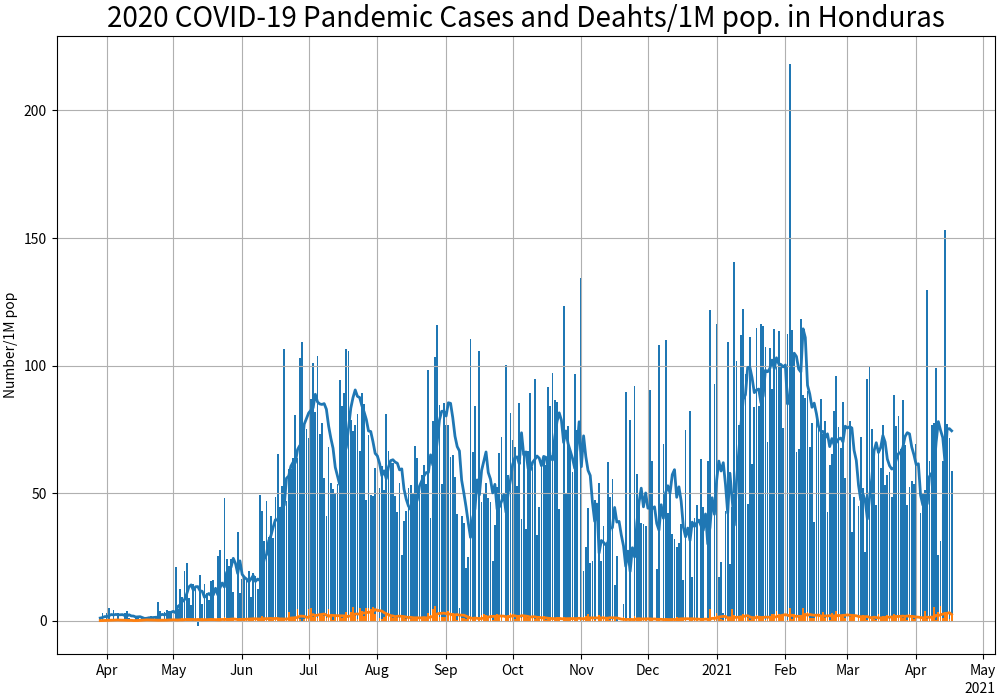 2020 COVID-19 Pandemic Cases and Deahts/1M pop. in Honduras
Number/1M pop
200
150
100
50
0
Apr May Jun Jul Aug Sep Oct Nov Dec 2021 Feb Mar Apr May
2021